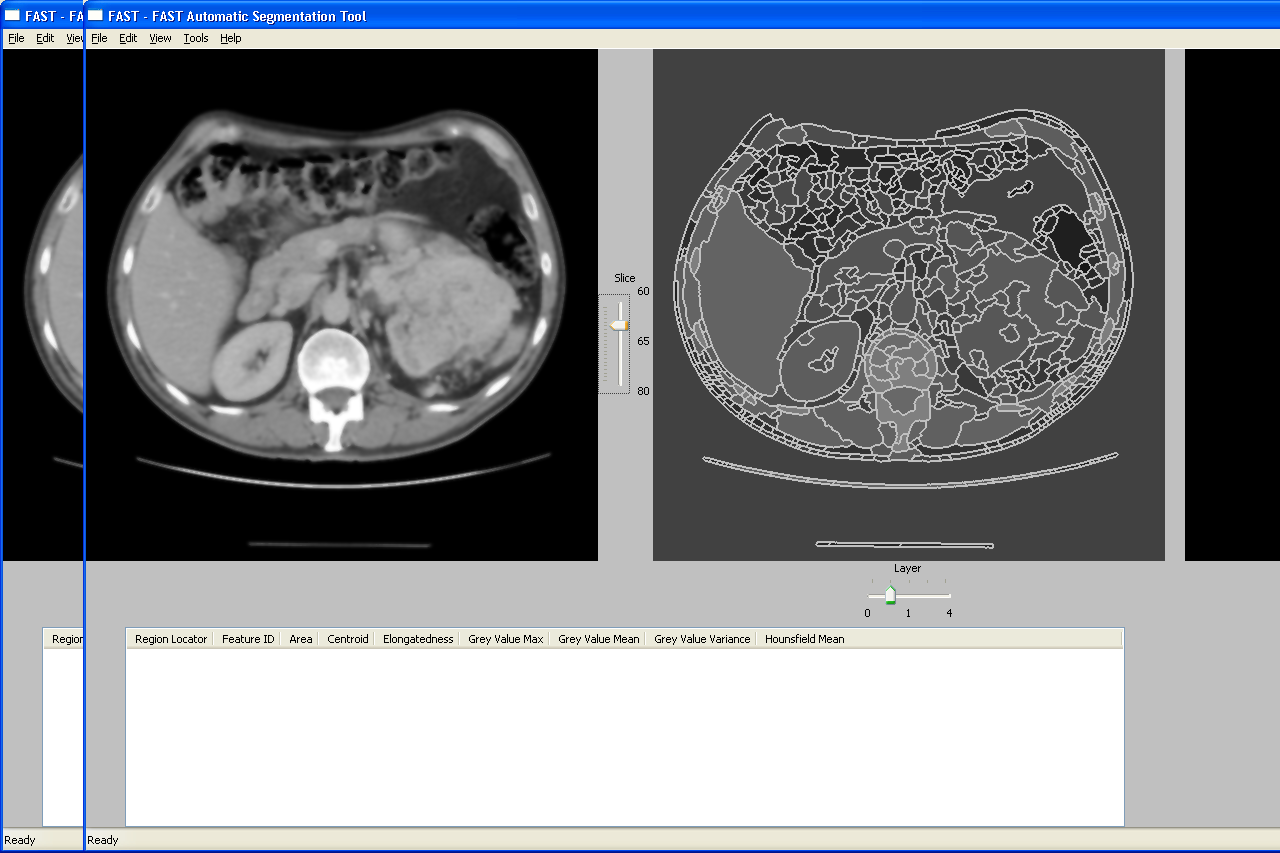 FAST - FA
FAST - FAST Automatic Segmentation Tool
File Edit View
File Edit View Tools Help
Slice
60
65
80
Layer
0 1 4
Region
Region Locator Feature ID Area Centroid Elongatedness Grey Value Max Grey Value Mean Grey Value Variance Hounsfield Mean
Ready
Ready